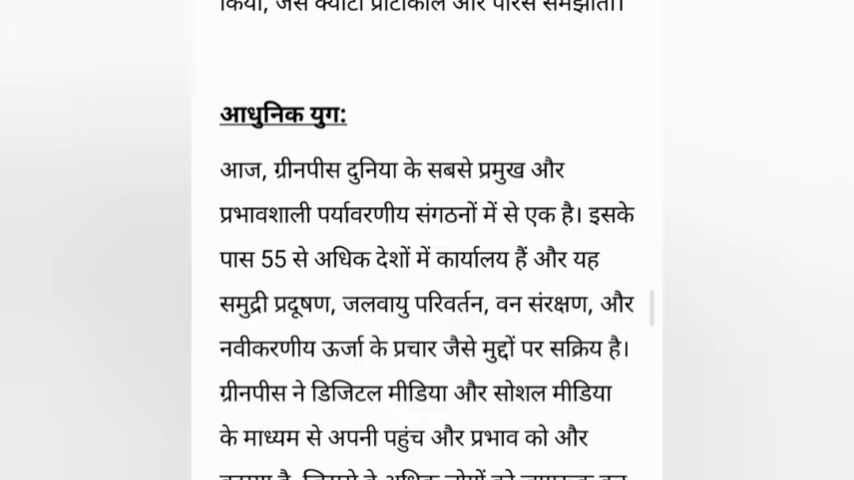 किया, जैसे क्योटो प्रोटोकॉल और पेरिस समझौता।
आधुनिक युग:
आज, ग्रीनपीस दुनिया के सबसे प्रमुख और
प्रभावशाली पर्यावरणीय संगठनों में से एक है। इसके
पास 55 से अधिक देशों में कार्यालय हैं और यह
समुद्री प्रदूषण, जलवायु परिवर्तन, वन संरक्षण, और
नवीकरणीय ऊर्जा के प्रचार जैसे मुद्दों पर सक्रिय है।
ग्रीनपीस ने डिजिटल मीडिया और सोशल मीडिया
के माध्यम से अपनी पहुंच और प्रभाव को और